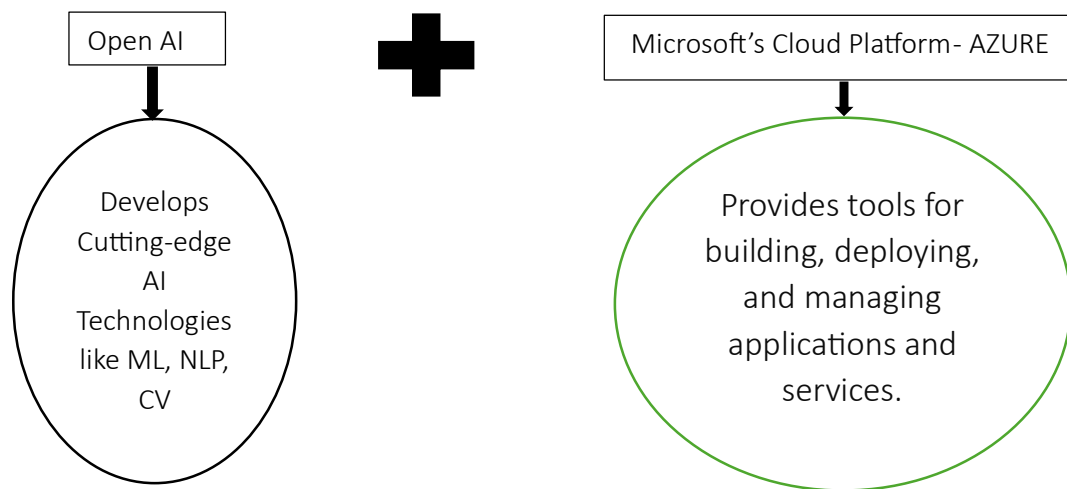 Open AI
Microsoft's Cloud Platform - AZURE
Develops
Cutting-edge
AI
Technologies
like ML, NLP,
CV
Provides tools for
building, deploying,
and managing
applications and
services.